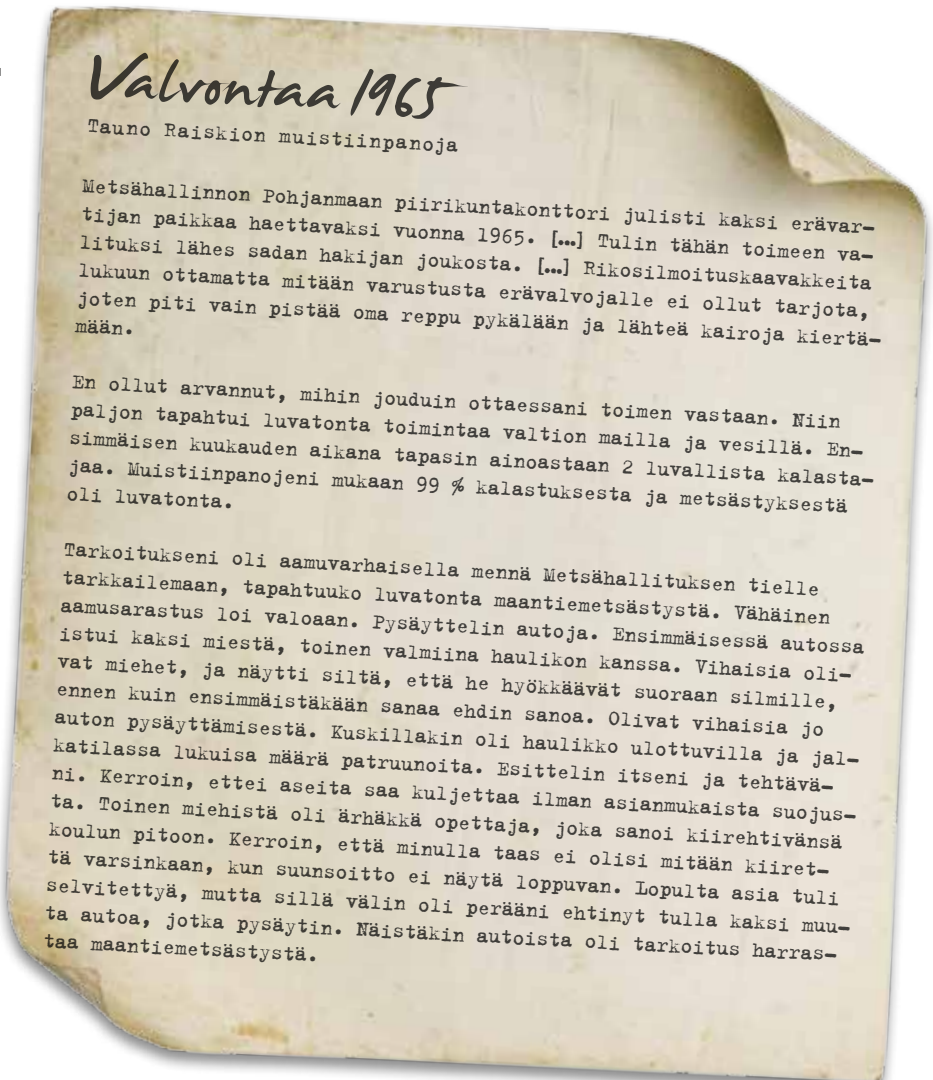 Valvontaa 1965
Tauno Raiskion muistiinpanoja
Metsähallinnon Pohjanmaan piirikuntakonttori julisti kaksi erävar-
tijan paikkaa haettavaksi vuonna 1965. [...] Tulin tähän toimeen va-
lituksi lähes sadan hakijan joukosta. [...] Rikosilmoituskaavakkeita
lukuun ottamatta mitään varustusta erävalvojalle ei ollut tarjota,
joten piti vain pistää oma reppu pykälään ja lähteä kairoja kiertä-
mään.
En ollut arvannut, mihin jouduin ottaessani toimen vastaan. Niin
paljon tapahtui luvatonta toimintaa valtion mailla ja vesillä. En-
simmäisen kuukauden aikana tapasin ainoastaan 2 luvallista kalasta-
jaa. Muistiinpanojeni mukaan 99 % kalastuksesta ja metsästyksestä
oli luvatonta.
Tarkoitukseni oli aamuvarhaisella mennä Metsähallituksen tielle
tarkkailemaan, tapahtuuko luvatonta maantiemetsästystä. Vähäinen
aamusarastus loi valoaan. Pysäyttelin autoja. Ensimmäisessä autossa
istui kaksi miestä, toinen valmiina haulikon kanssa. Vihaisia oli-
vat miehet, ja näytti siltä, että he hyökkäävät suoraan silmille,
ennen kuin ensimmäistäkään sanaa ehdin sanoa. Olivat vihaisia jo
auton pysäyttämisestä. Kuskillakin oli haulikko ulottuvilla ja jal-
katilassa lukuisa määrä patruunoita. Esittelin itseni ja tehtävä-
ni. Kerroin, ettei aseita saa kuljettaa ilman asianmukaista suojus-
ta. Toinen miehistä oli ärhäkkä opettaja, joka sanoi kiirehtivänsä
koulun pitoon. Kerroin, että minulla taas ei olisi mitään kiiret-
tä varsinkaan, kun suunsoitto ei näytä loppuvan. Lopulta asia tuli
selvitettyä, mutta sillä välin oli perääni ehtinyt tulla kaksi muu-
ta autoa, jotka pysäytin. Näistäkin autoista oli tarkoitus harras-
taa maantiemetsästystä.